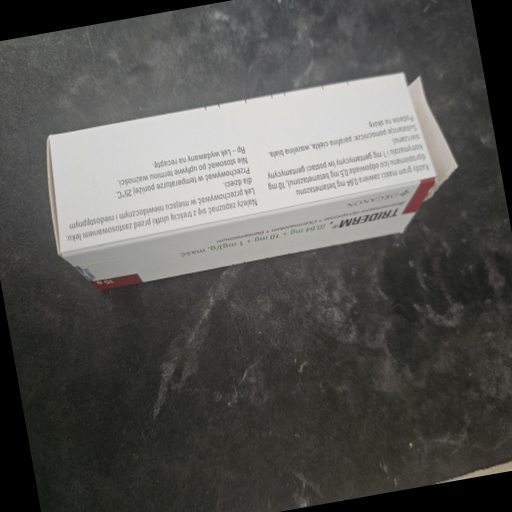 TRIDERM®
(0,64 mg + 10 mg + 1 mg)/g, maść
ORGANON
15 g
Każdy gram maści zawiera 0,64 mg betametazonu
dipropionianu (co odpowiada 0,5 mg betametazonu), 10 mg
klotrymazolu i 1 mg gentamycyny (w postaci gentamycyny
siarczanu).
Substancje pomocnicze: parafina ciekła, wazelina biała.
Podanie na skórę.
Należy zapoznać się z treścią ulotki przed zastosowaniem leku.
Lek przechowywać w miejscu niewidocznym i niedostępnym
dla dzieci.
Przechowywać w temperaturze poniżej 25°C.
Nie stosować po upływie terminu ważności.
Rp - Lek wydawany na receptę.